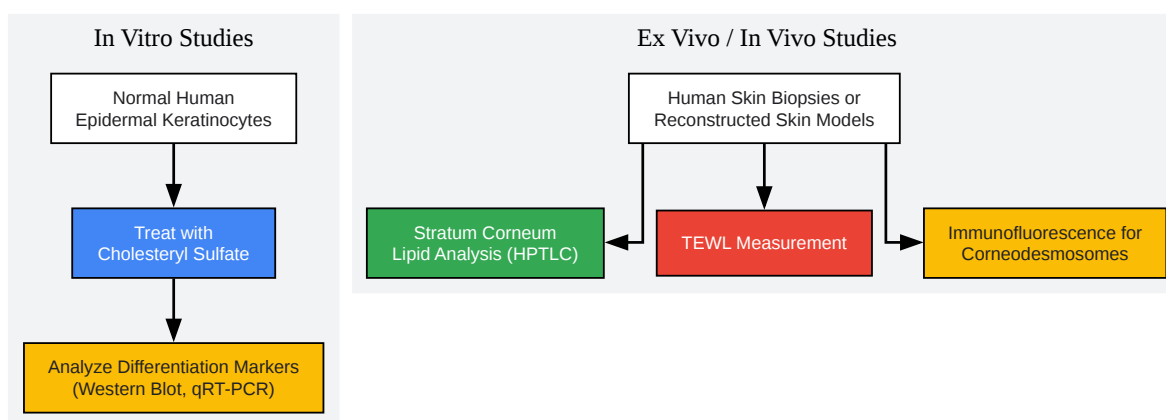 In Vitro Studies
Normal Human
Epidermal Keratinocytes
Treat with
Cholesteryl Sulfate
Analyze Differentiation Markers
(Western Blot, qRT-PCR)
Ex Vivo / In Vivo Studies
Human Skin Biopsies or
Reconstructed Skin Models
Stratum Corneum
Lipid Analysis (HPTLC)
TEWL Measurement
Immunofluorescence for
Corneodesmosomes